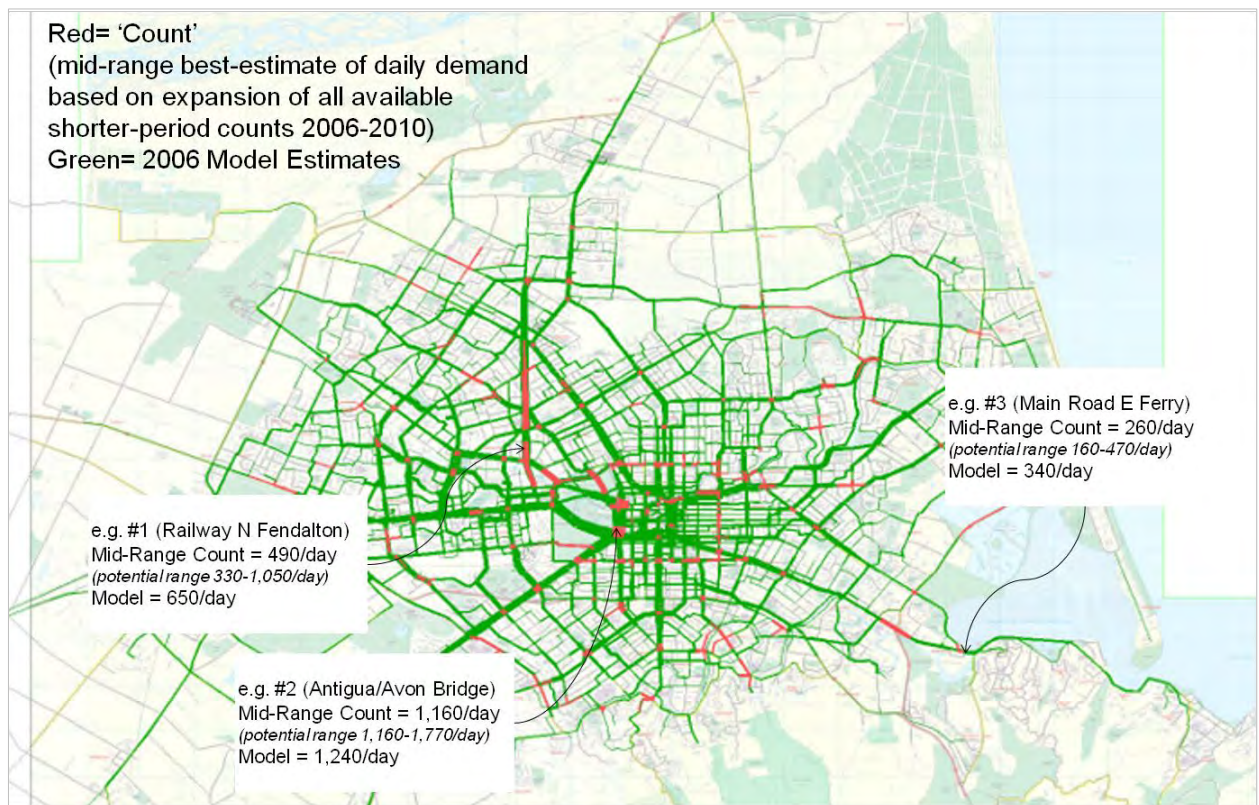 Red= ‘Count’
(mid-range best-estimate of daily demand
based on expansion of all available
shorter-period counts 2006-2010)
Green= 2006 Model Estimates
e.g. #3 (Main Road E Ferry)
Mid-Range Count = 260/day
(potential range 160-470/day)
Model = 340/day
e.g. #1 (Railway N Fendalton)
Mid-Range Count = 490/day
(potential range 330-1,050/day)
Model = 650/day
e.g. #2 (Antigua/Avon Bridge)
Mid-Range Count = 1,160/day
(potential range 1,160-1,770/day)
Model = 1,240/day